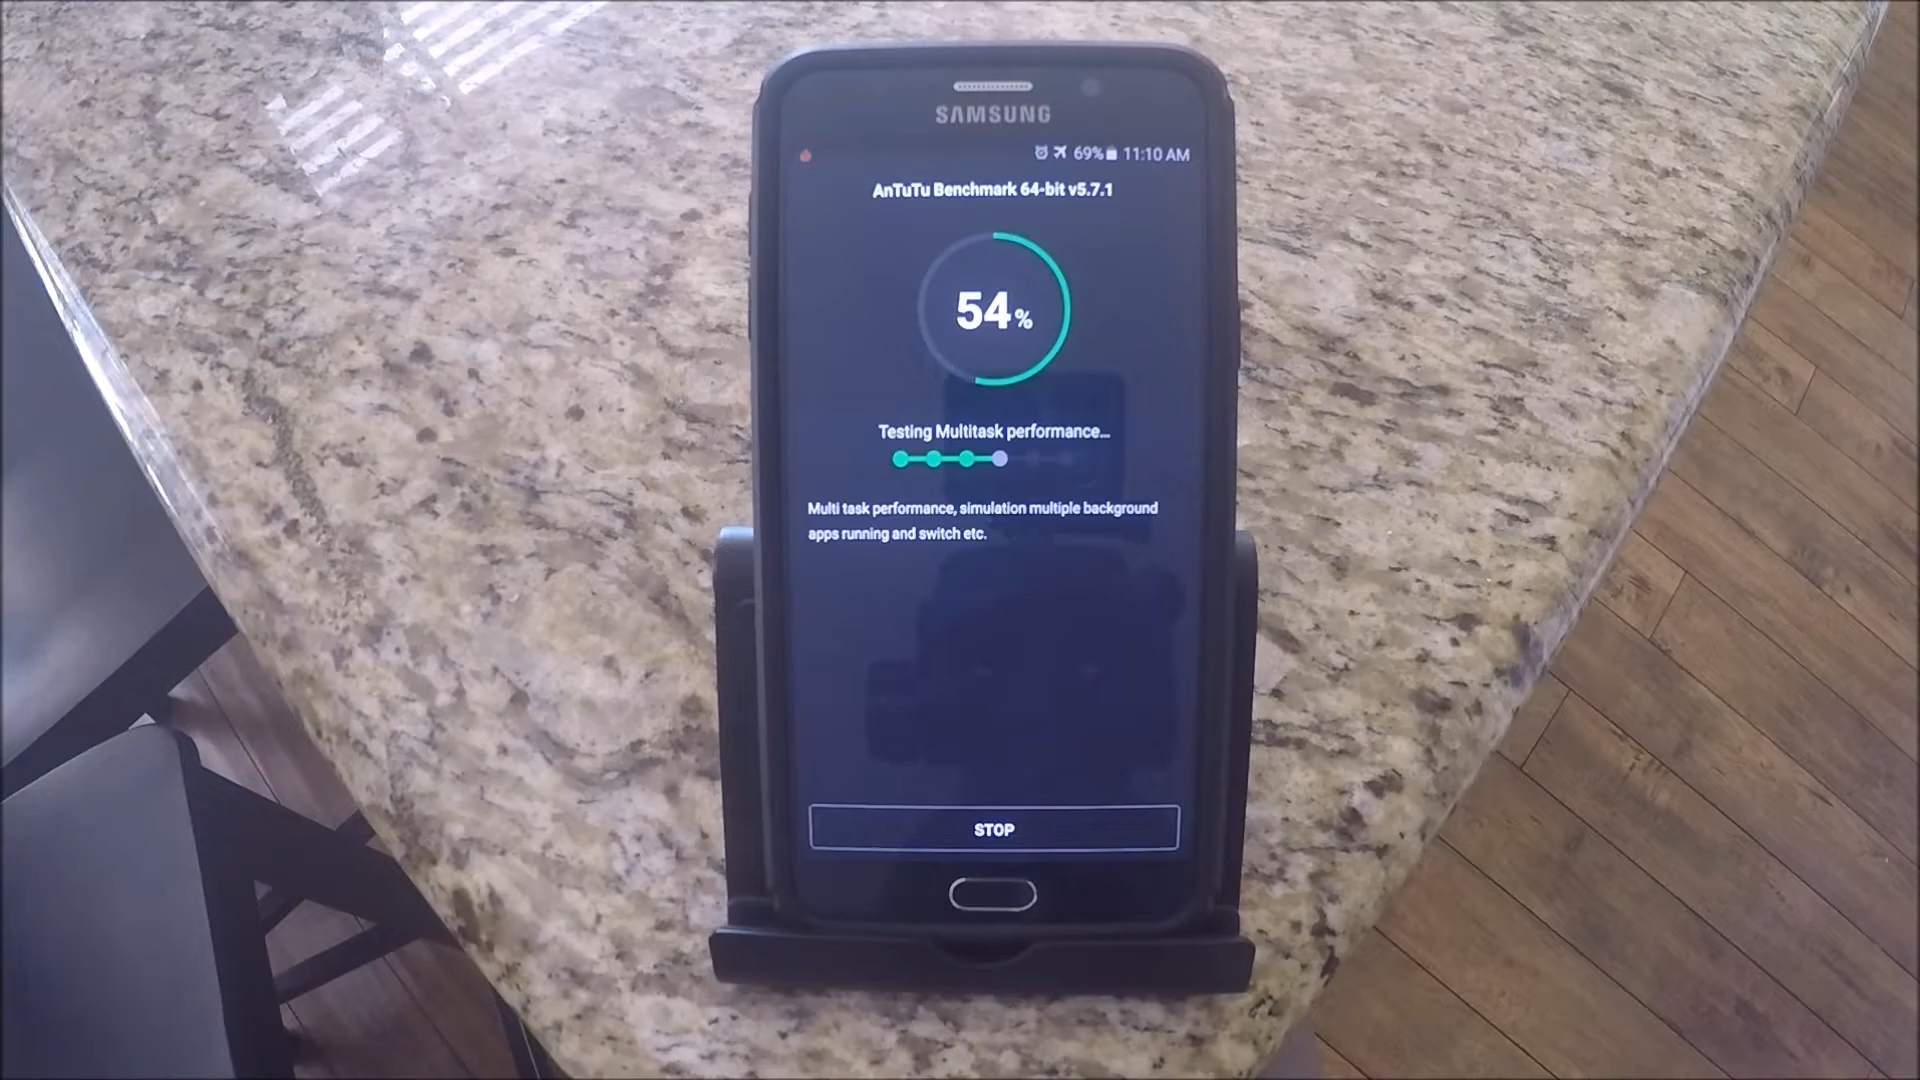 SAMSUNG
69% 11:10 AM
AnTuTu Benchmark 64-bit v5.7.1
54%
Testing Multitask performance...
Multi task performance, simulation multiple background
apps running and switch etc.
STOP